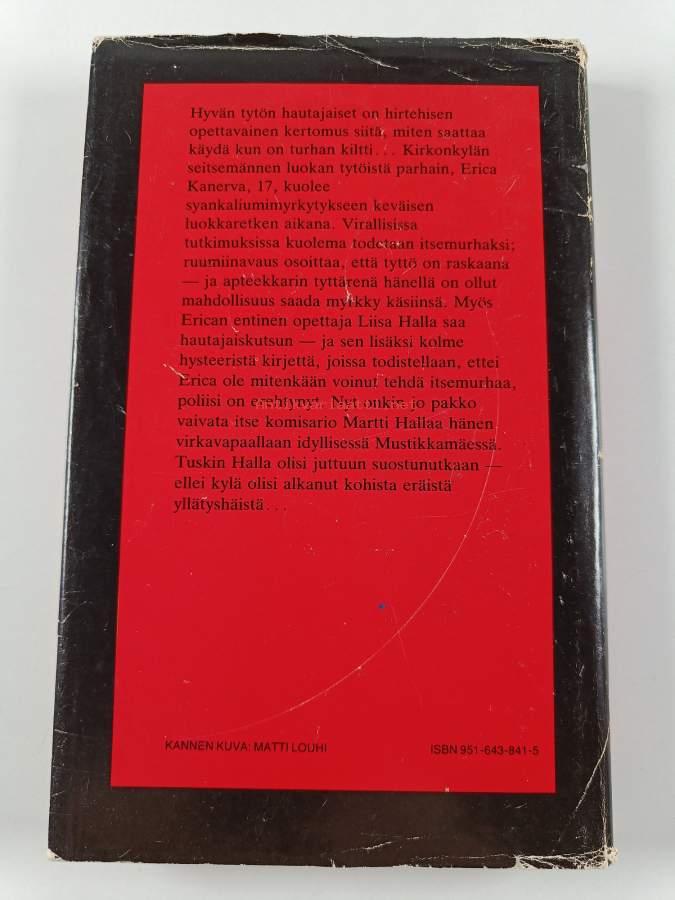 Hyvän tytön hautajaiset on hirtehisen
opettavainen kertomus siitä, miten saattaa
käydä kun on turhan kiltti... Kirkonkylän
seitsemännen luokan tytöistä parhain, Erica
Kanerva, 17, kuolee
syankaliumimyrkytykseen keväisen
luokkaretken aikana. Virallisissa
tutkimuksissa kuolema todetaan itsemurhaksi;
ruumiinavaus osoittaa, että tyttö on raskaana
— ja apteekkarin tyttärenä hänellä on ollut
mahdollisuus saada myrkky käsiinsä. Myös
Erican entinen opettaja Liisa Halla saa
hautajaiskutsun — ja sen lisäksi kolme
hysteeristä kirjettä, joissa todistellaan, ettei
Erica ole mitenkään voinut tehdä itsemurhaa,
poliisi on erehtynyt. Nyt onkin jo pakko
vaivata itse komisario Martti Hallaa hänen
virkavapaallaan idyllisessä Mustikkamäessä.
Tuskin Halla olisi juttuun suostunutkaan —
ellei kylä olisi alkanut kohista eräistä
yllätyshäistä...
KANNEN KUVA: MATTI LOUHI
ISBN 951-643-841-5